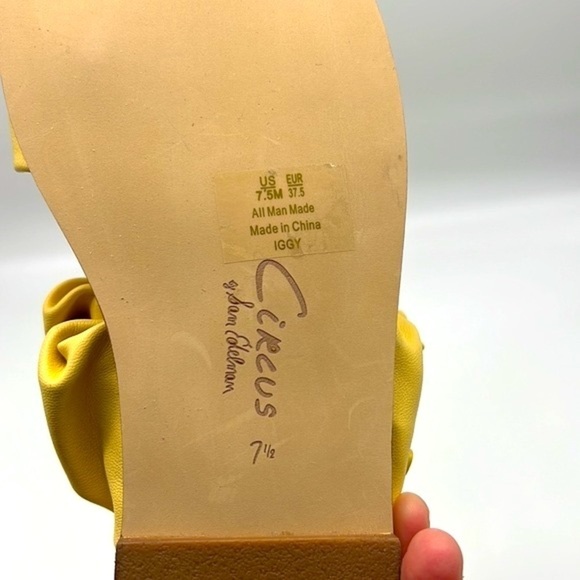 US EUR
7.5M 37.5
All Man Made
Made in China
IGGY
CiRCUS
by Sam Edelman
7 1/2